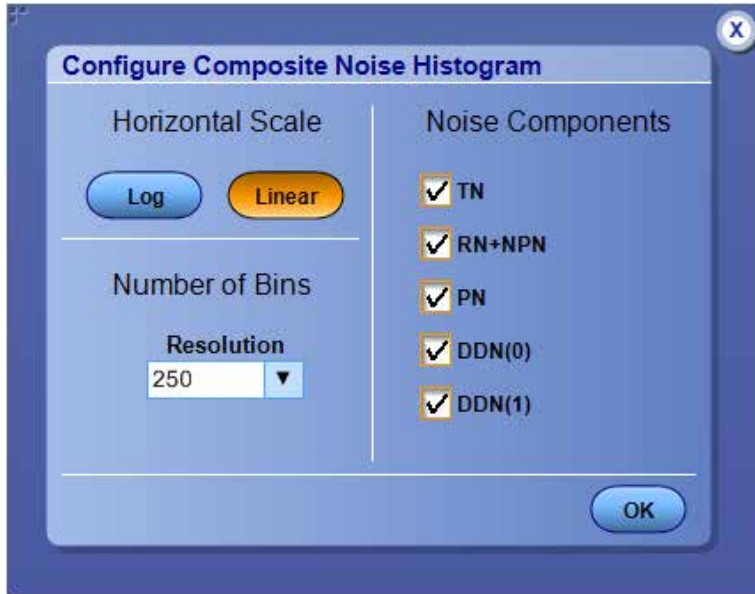 X
Configure Composite Noise Histogram
Horizontal Scale
Log
Linear
Number of Bins
Resolution
250
Noise Components
TN
RN+NPN
PN
DDN(0)
DDN(1)
OK